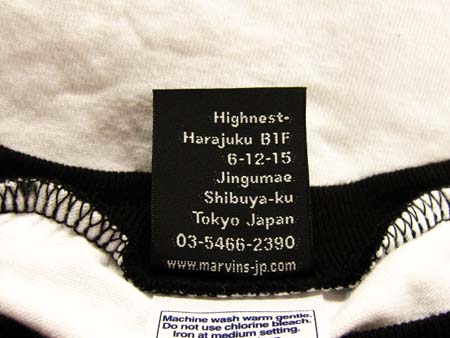 Highnest-
Harajuku B1F
6-12-15
Jingumae
Shibuya-ku
Tokyo Japan
03-5466-2390
www.marvins-jp.com
Machine wash warm gentle.
Do not use chlorine bleach.
Iron at medium setting.